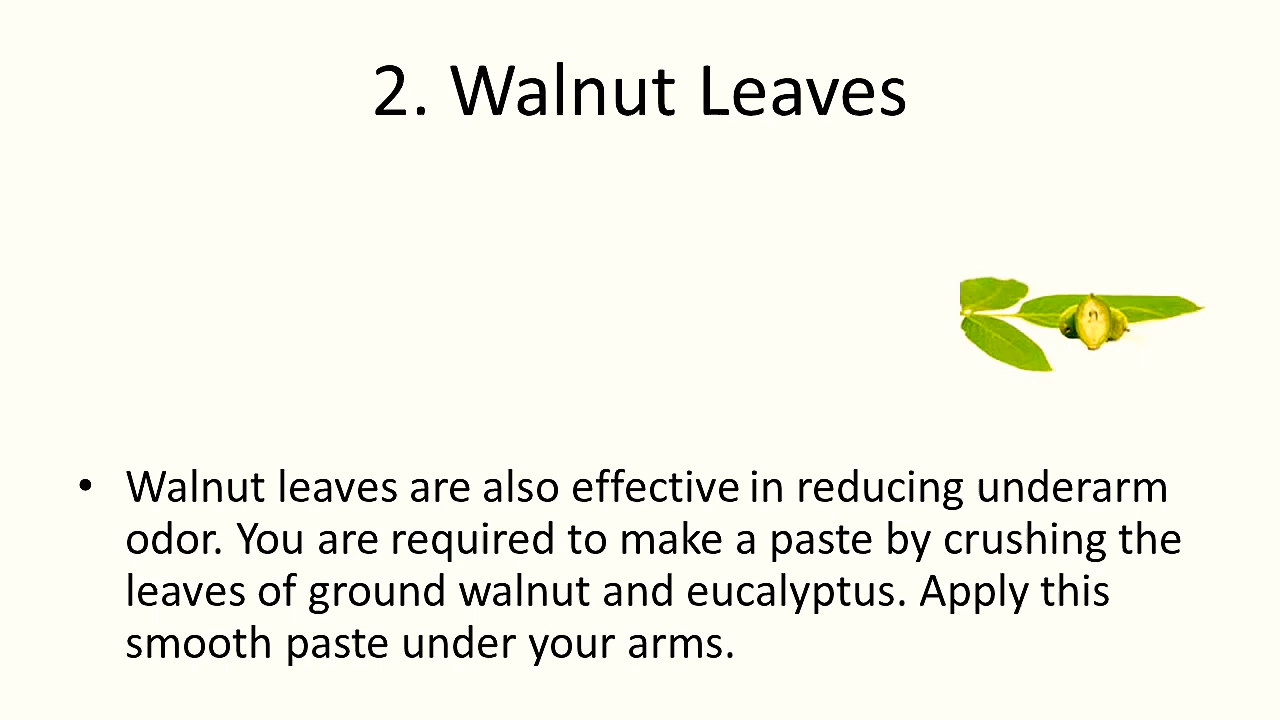 2. Walnut Leaves
• Walnut leaves are also effective in reducing underarm
odor. You are required to make a paste by crushing the
leaves of ground walnut and eucalyptus. Apply this
smooth paste under your arms.